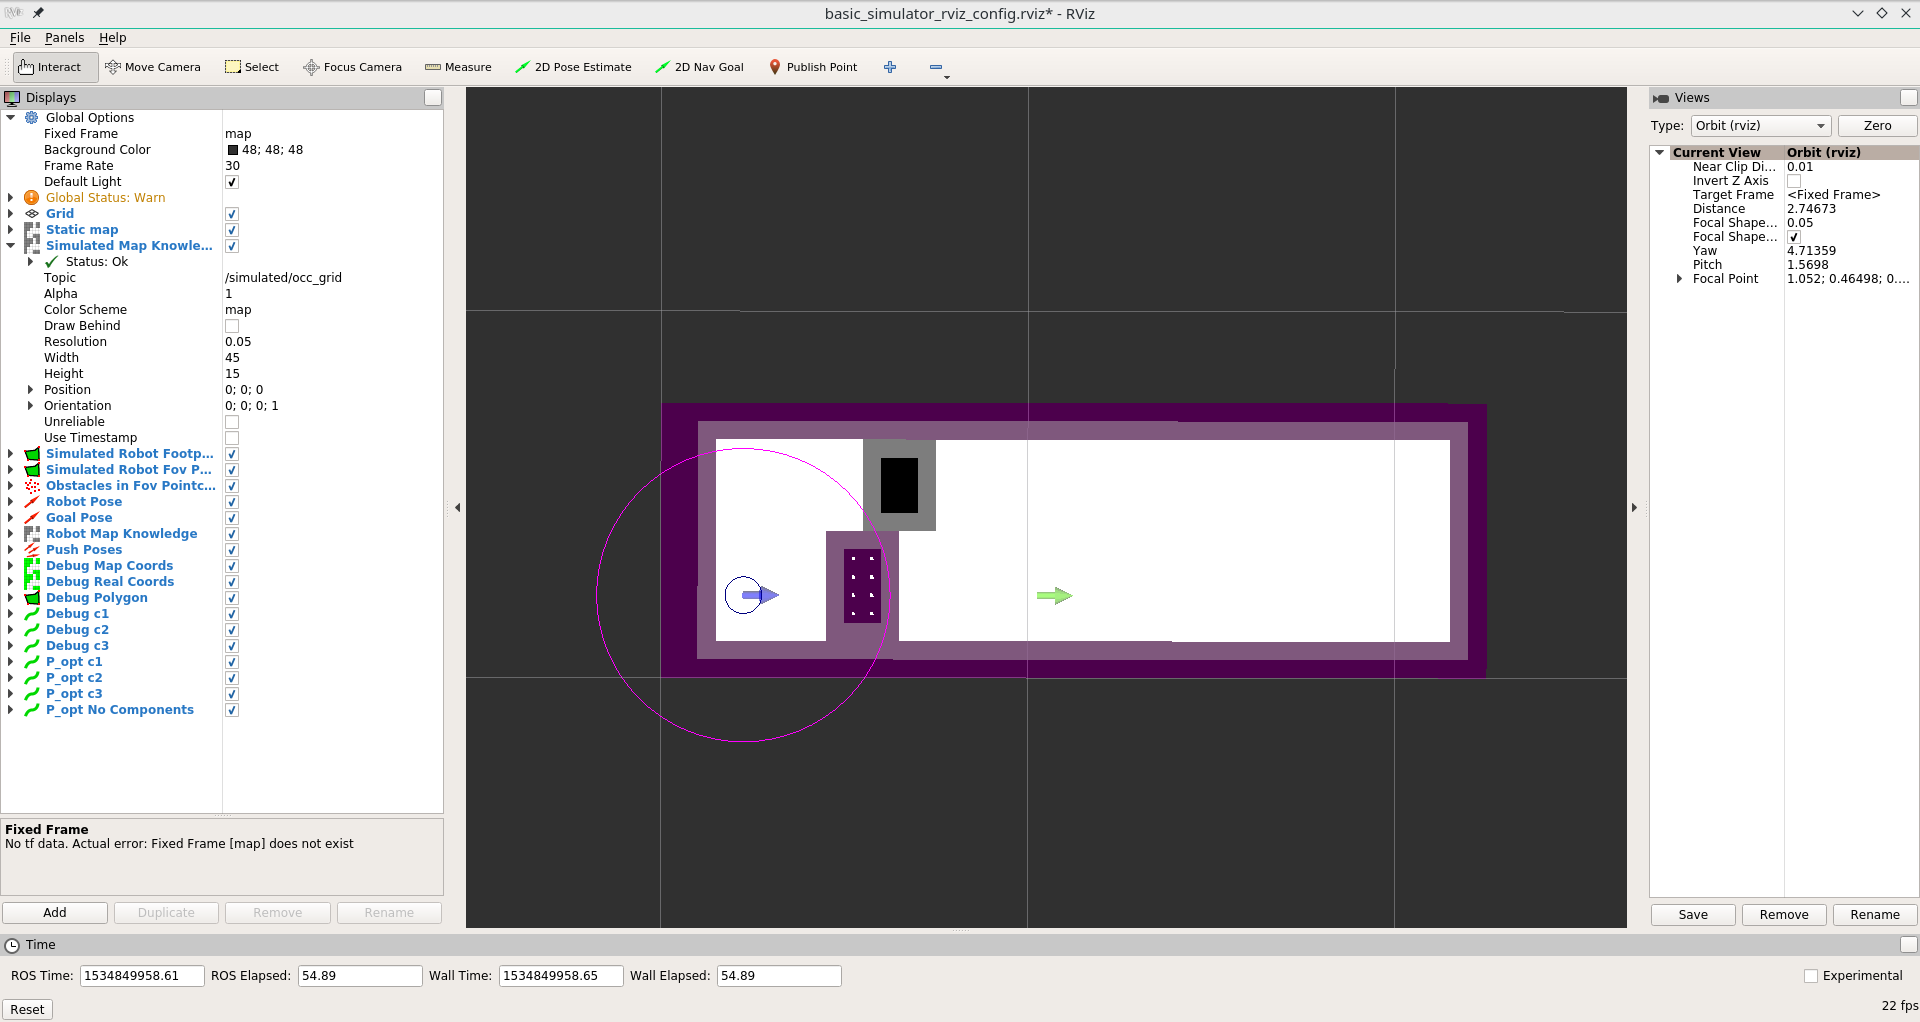 basic_simulator_rviz_config.rviz* - RViz
File Panels Help
Interact Move Camera Select Focus Camera Measure 2D Pose Estimate 2D Nav Goal Publish Point
Displays
Global Options
Fixed Frame map
Background Color 48; 48; 48
Frame Rate 30
Default Light
Global Status: Warn
Grid
Static map
Simulated Map Knowle...
Status: Ok
Topic /simulated/occ_grid
Alpha 1
Color Scheme map
Draw Behind
Resolution 0.05
Width 45
Height 15
Position 0; 0; 0
Orientation 0; 0; 0; 1
Unreliable
Use Timestamp
Simulated Robot Footp...
Simulated Robot Fov P...
Obstacles in Fov Pointc...
Robot Pose
Goal Pose
Robot Map Knowledge
Push Poses
Debug Map Coords
Debug Real Coords
Debug Polygon
Debug c1
Debug c2
Debug c3
P_opt c1
P_opt c2
P_opt c3
P_opt No Components
Fixed Frame
No tf data. Actual error: Fixed Frame [map] does not exist
Add Duplicate Remove Rename
Views
Type: Orbit (rviz) Zero
Current View Orbit (rviz)
Near Clip Di... 0.01
Invert Z Axis
Target Frame <Fixed Frame>
Distance 2.74673
Focal Shape... 0.05
Focal Shape...
Yaw 4.71359
Pitch 1.5698
Focal Point 1.052; 0.46498; 0....
Save Remove Rename
Time
ROS Time: 1534849958.61 ROS Elapsed: 54.89 Wall Time: 1534849958.65 Wall Elapsed: 54.89 Experimental
Reset 22 fps